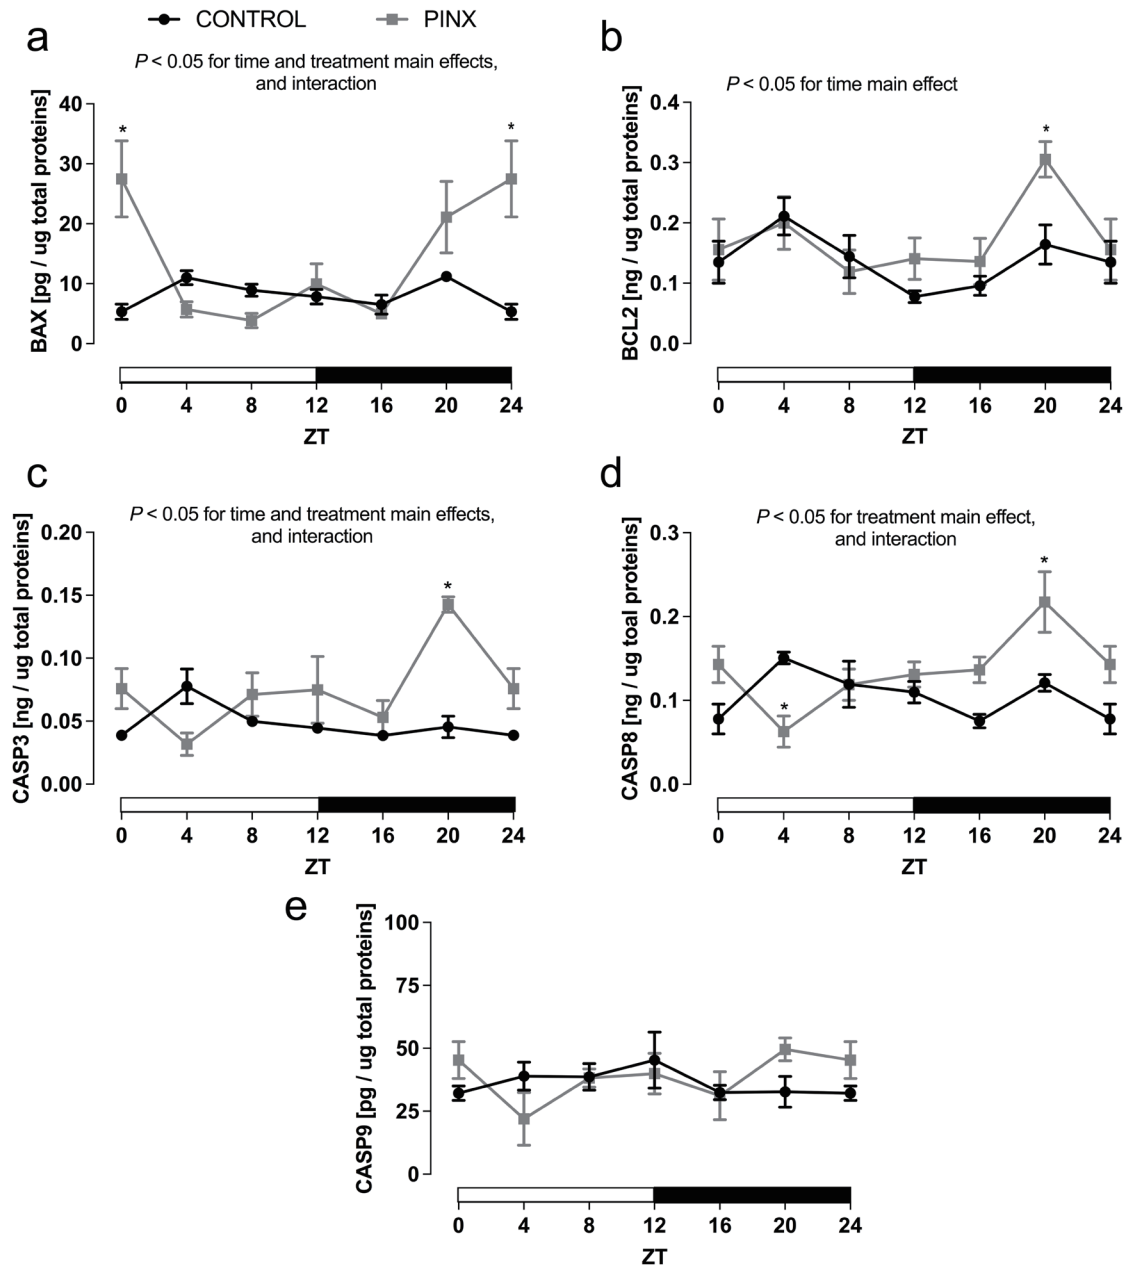 CONTROL PINX
a
P < 0.05 for time and treatment main effects,
and interaction
BAX [pg / ug total proteins]
40
30
20
10
0
0 4 8 12 16 20 24
ZT
*
*
b
P < 0.05 for time main effect
BCL2 [ng / ug total proteins]
0.4
0.3
0.2
0.1
0.0
0 4 8 12 16 20 24
ZT
*
c
P < 0.05 for time and treatment main effects,
and interaction
CASP3 [ng / ug total proteins]
0.20
0.15
0.10
0.05
0.00
0 4 8 12 16 20 24
ZT
*
d
P < 0.05 for treatment main effect,
and interaction
CASP8 [ng / ug toal proteins]
0.3
0.2
0.1
0.0
0 4 8 12 16 20 24
ZT
*
*
e
CASP9 [pg / ug total proteins]
100
75
50
25
0
0 4 8 12 16 20 24
ZT